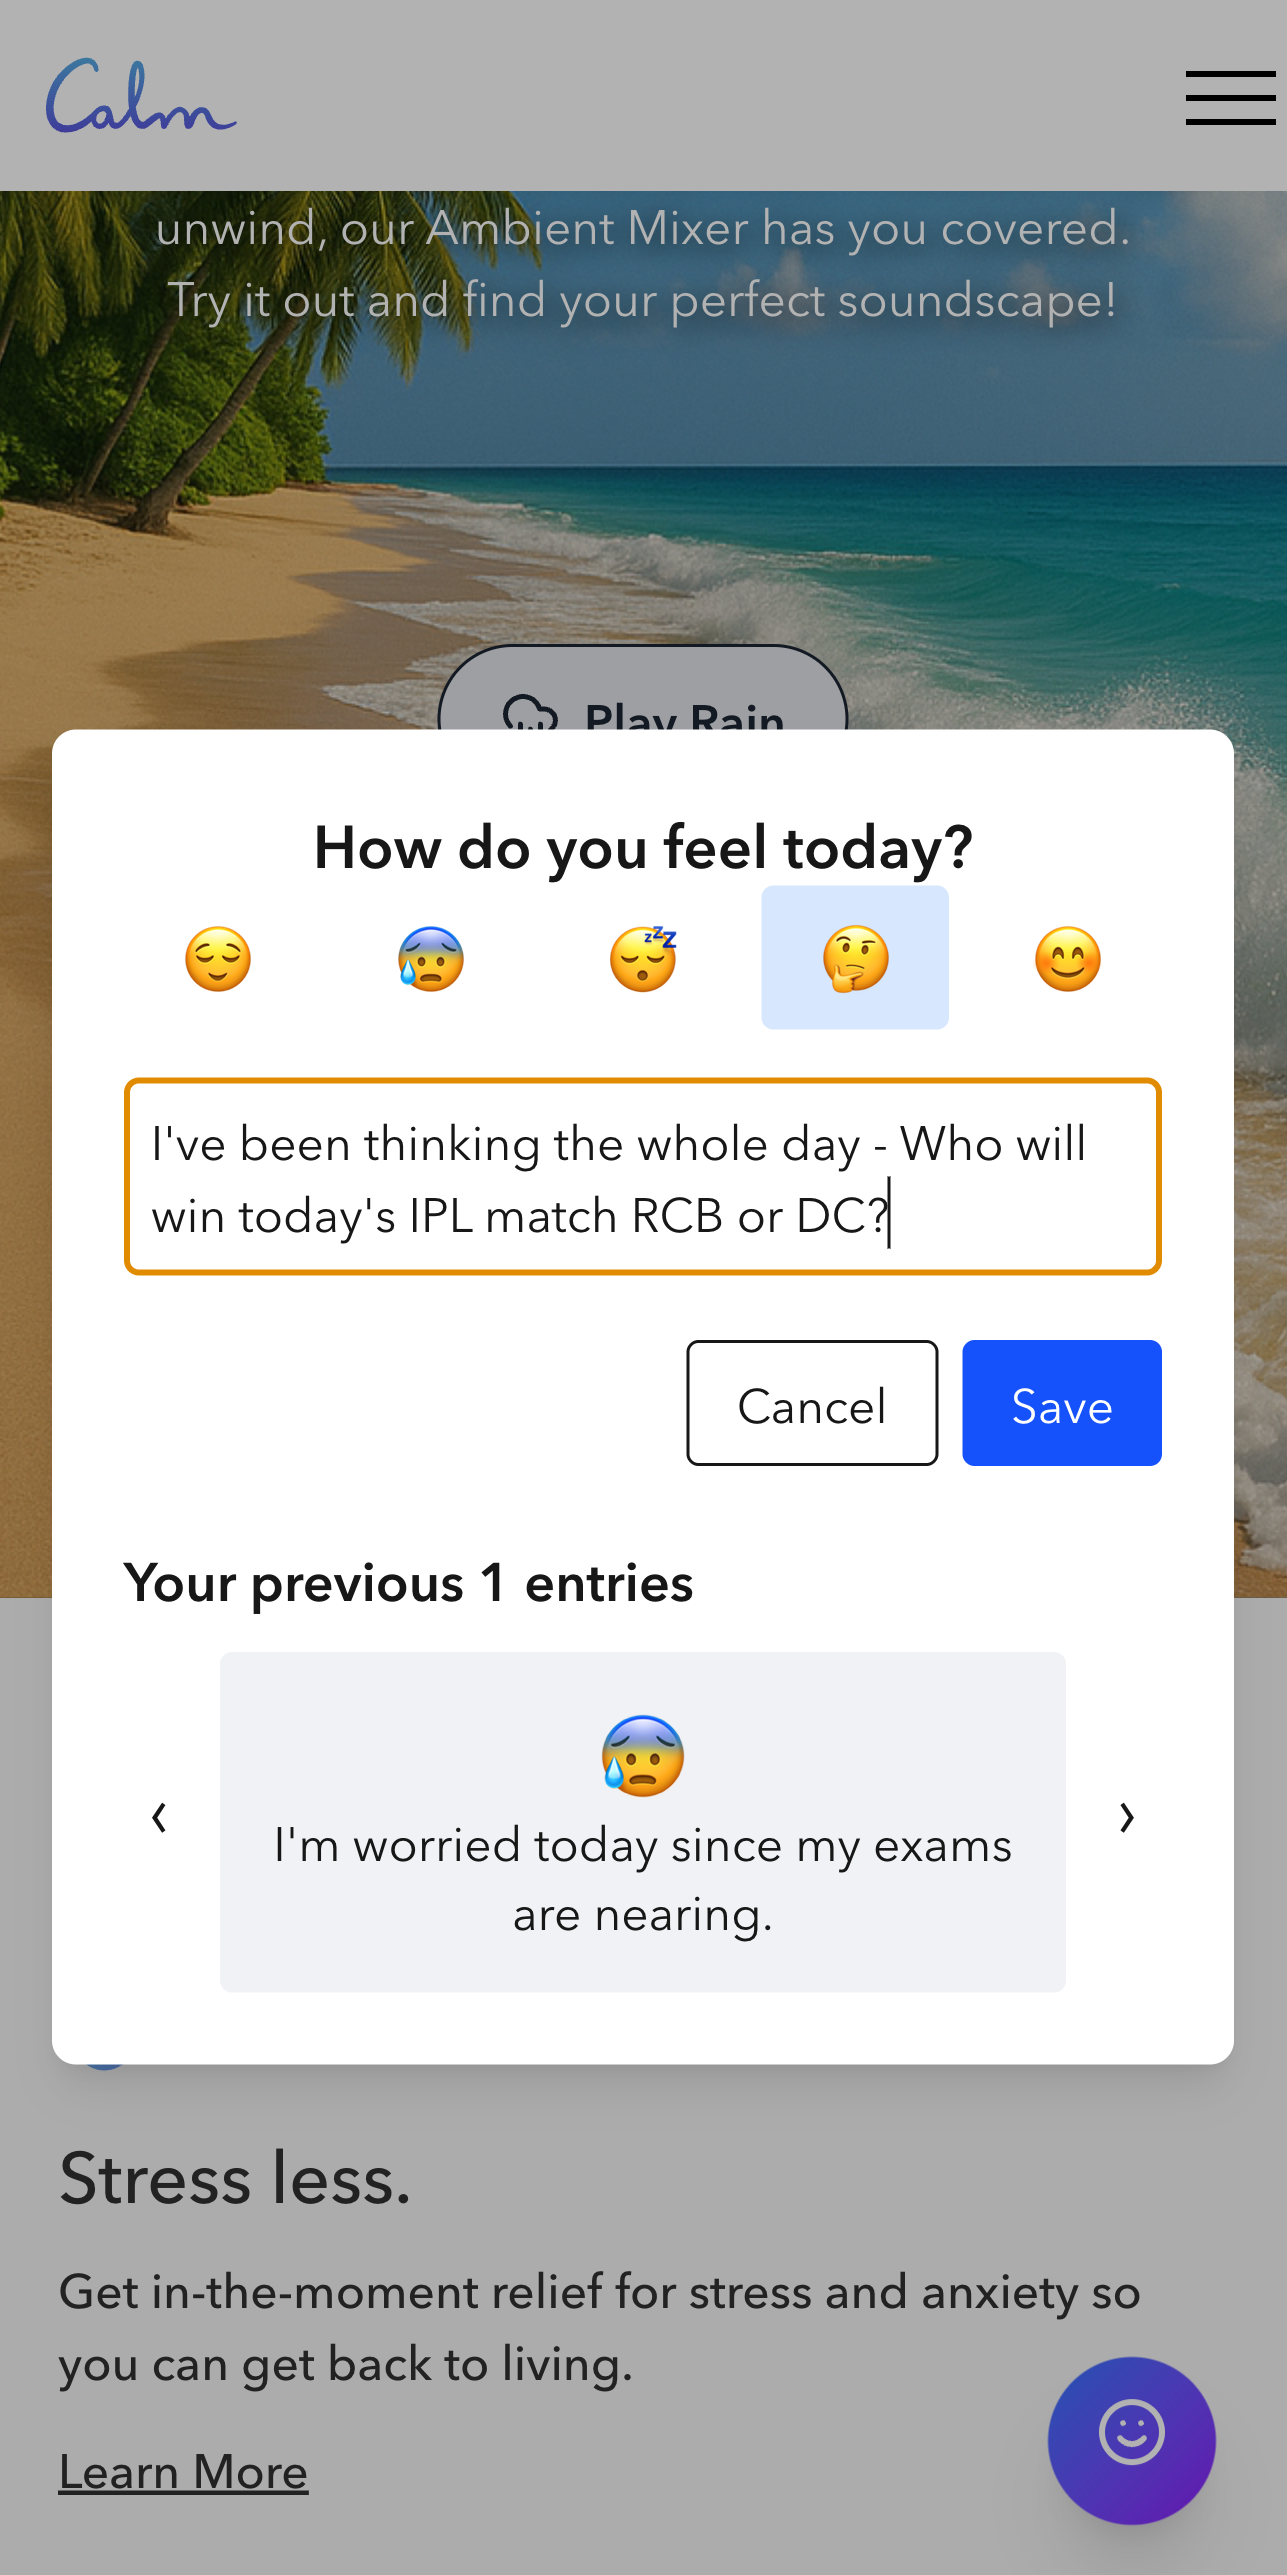 Calm
unwind, our Ambient Mixer has you covered.
Try it out and find your perfect soundscape!
Play Rain
How do you feel today?
I've been thinking the whole day - Who will
win today's IPL match RCB or DC?
Cancel
Save
Your previous 1 entries
‹
›
I'm worried today since my exams
are nearing.
Stress less.
Get in-the-moment relief for stress and anxiety so
you can get back to living.
Learn More